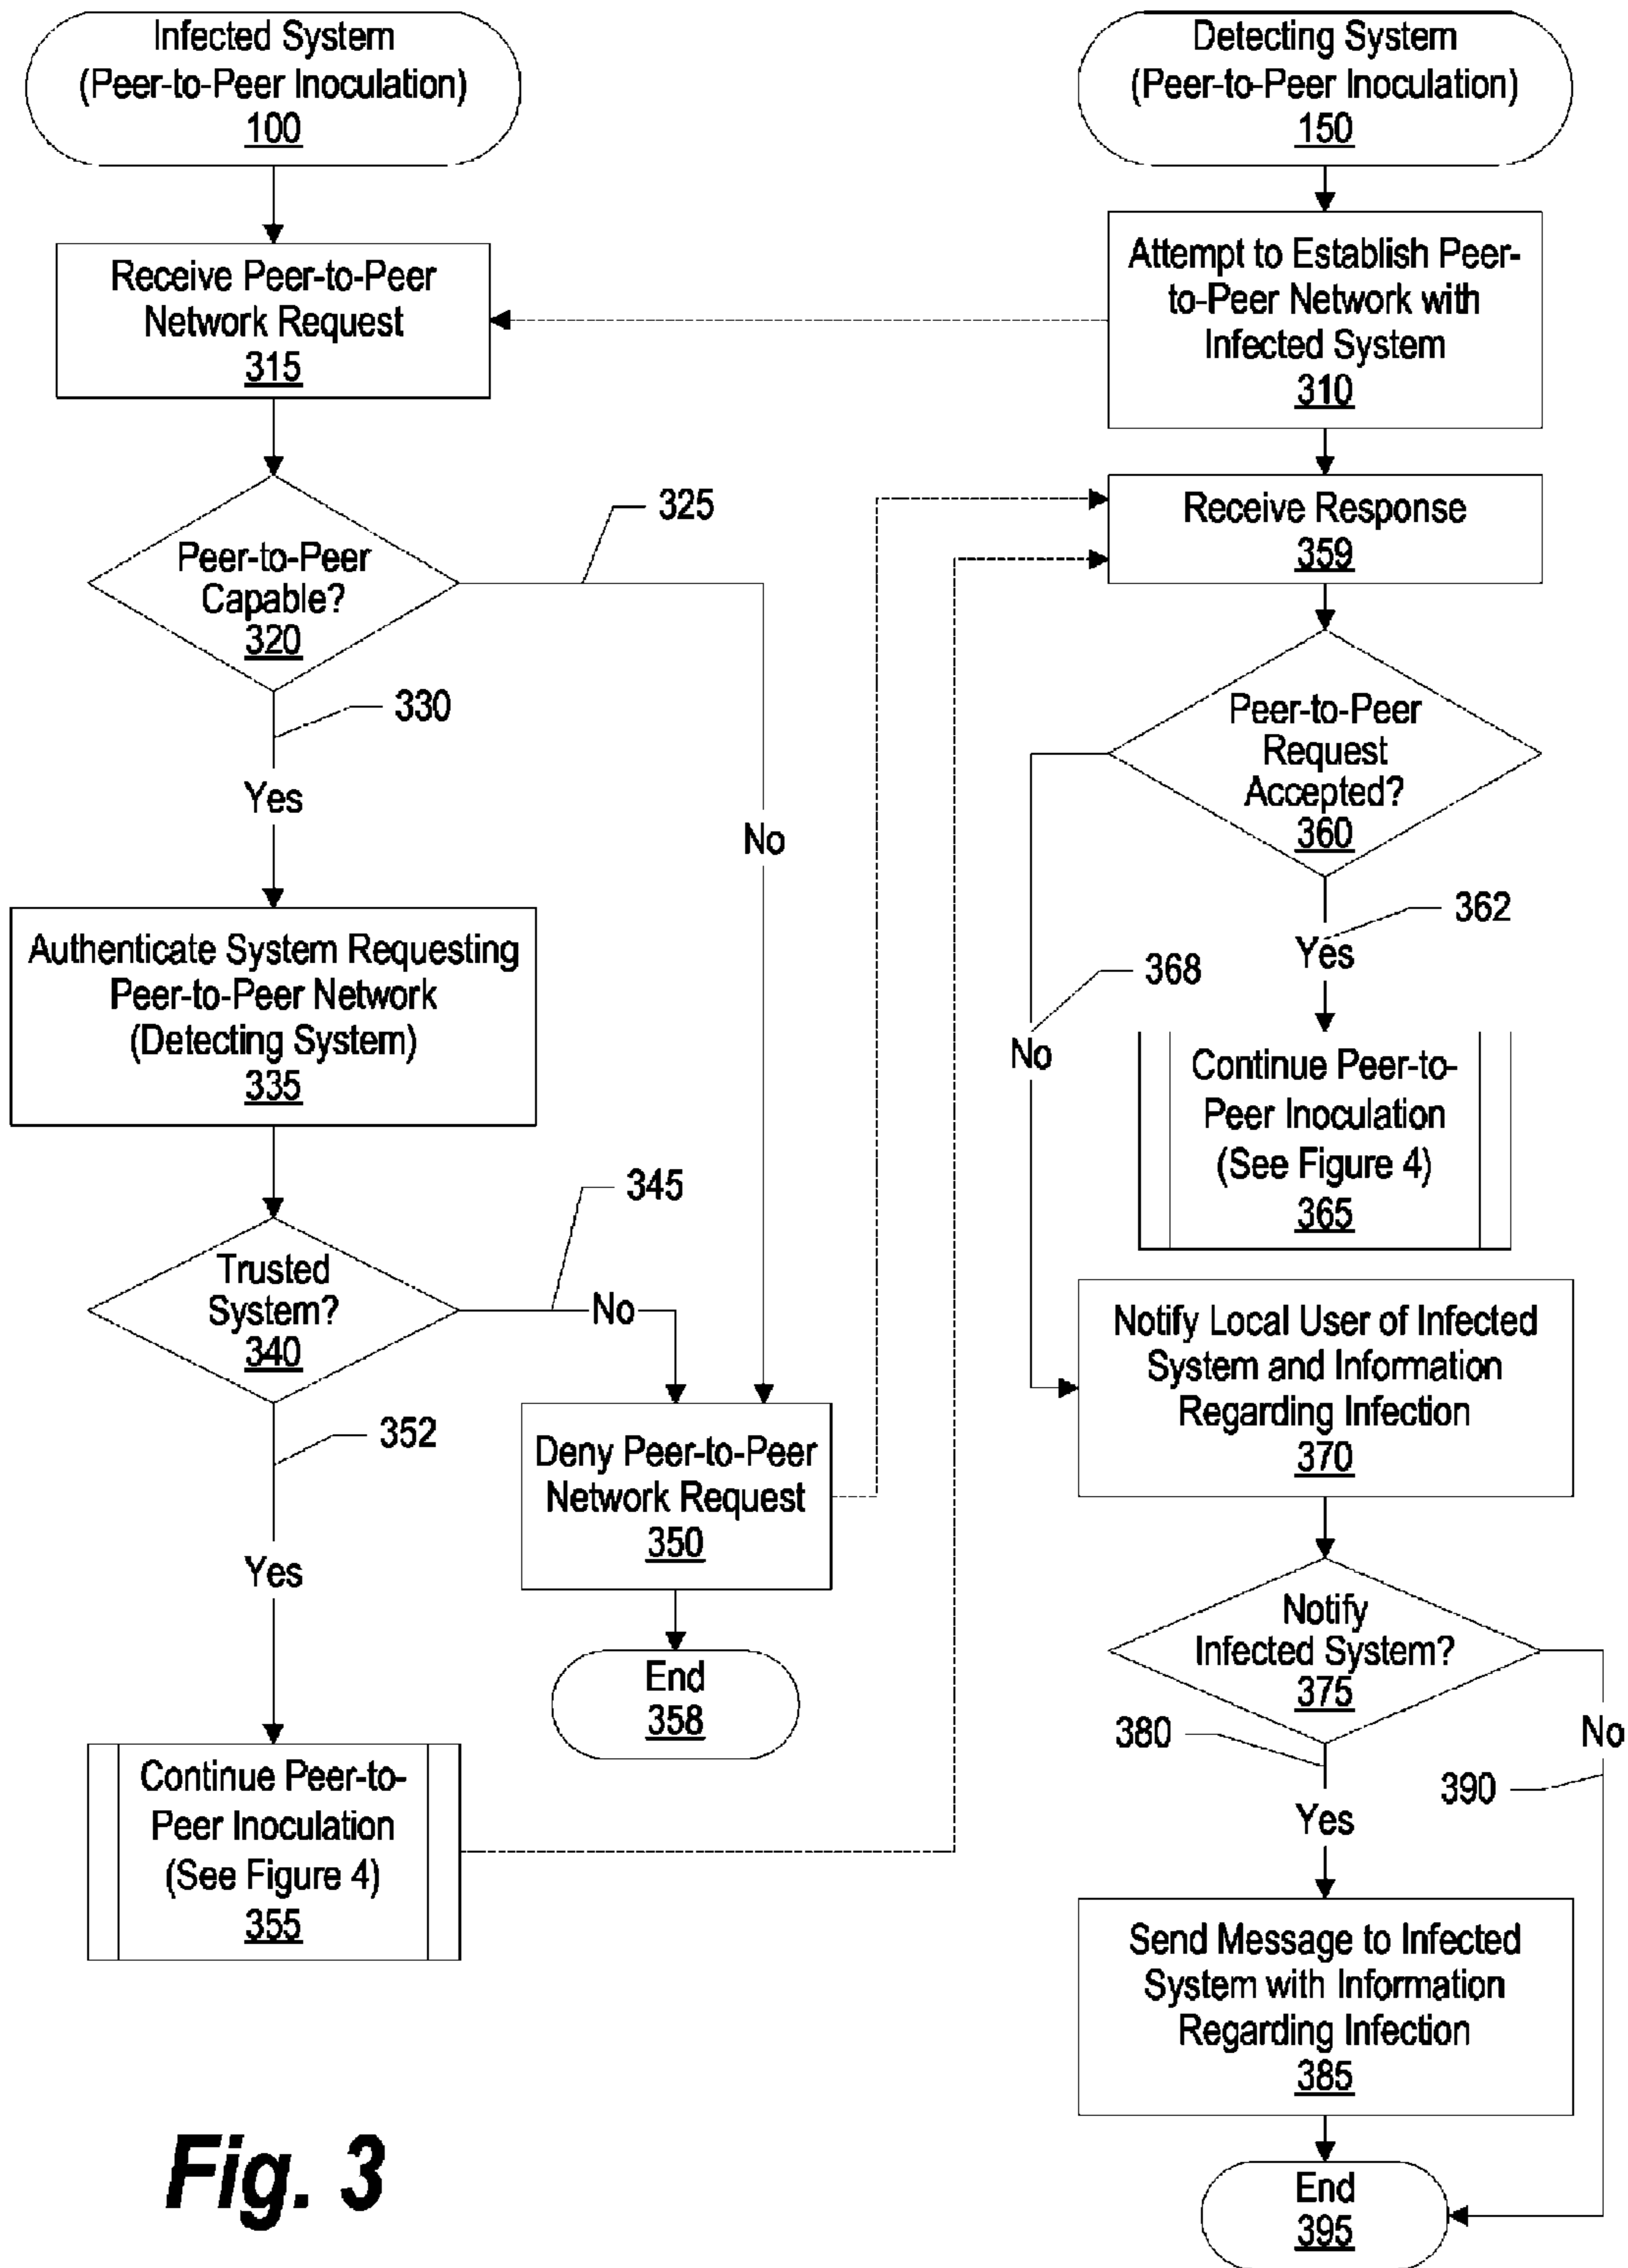 Infected System
(Peer-to-Peer Inoculation)
100
Receive Peer-to-Peer
Network Request
315
Peer-to-Peer
Capable?
320
325
330
Yes
No
Authenticate System Requesting
Peer-to-Peer Network
(Detecting System)
335
Trusted
System?
340
345
No
352
Yes
Deny Peer-to-Peer
Network Request
350
End
358
Continue Peer-to-
Peer Inoculation
(See Figure 4)
355
Detecting System
(Peer-to-Peer Inoculation)
150
Attempt to Establish Peer-
to-Peer Network with
Infected System
310
Receive Response
359
Peer-to-Peer
Request
Accepted?
360
362
Yes
368
No
Continue Peer-to-
Peer Inoculation
(See Figure 4)
365
Notify Local User of Infected
System and Information
Regarding Infection
370
Notify
Infected System?
375
380
Yes
No
390
Send Message to Infected
System with Information
Regarding Infection
385
End
395
Fig. 3